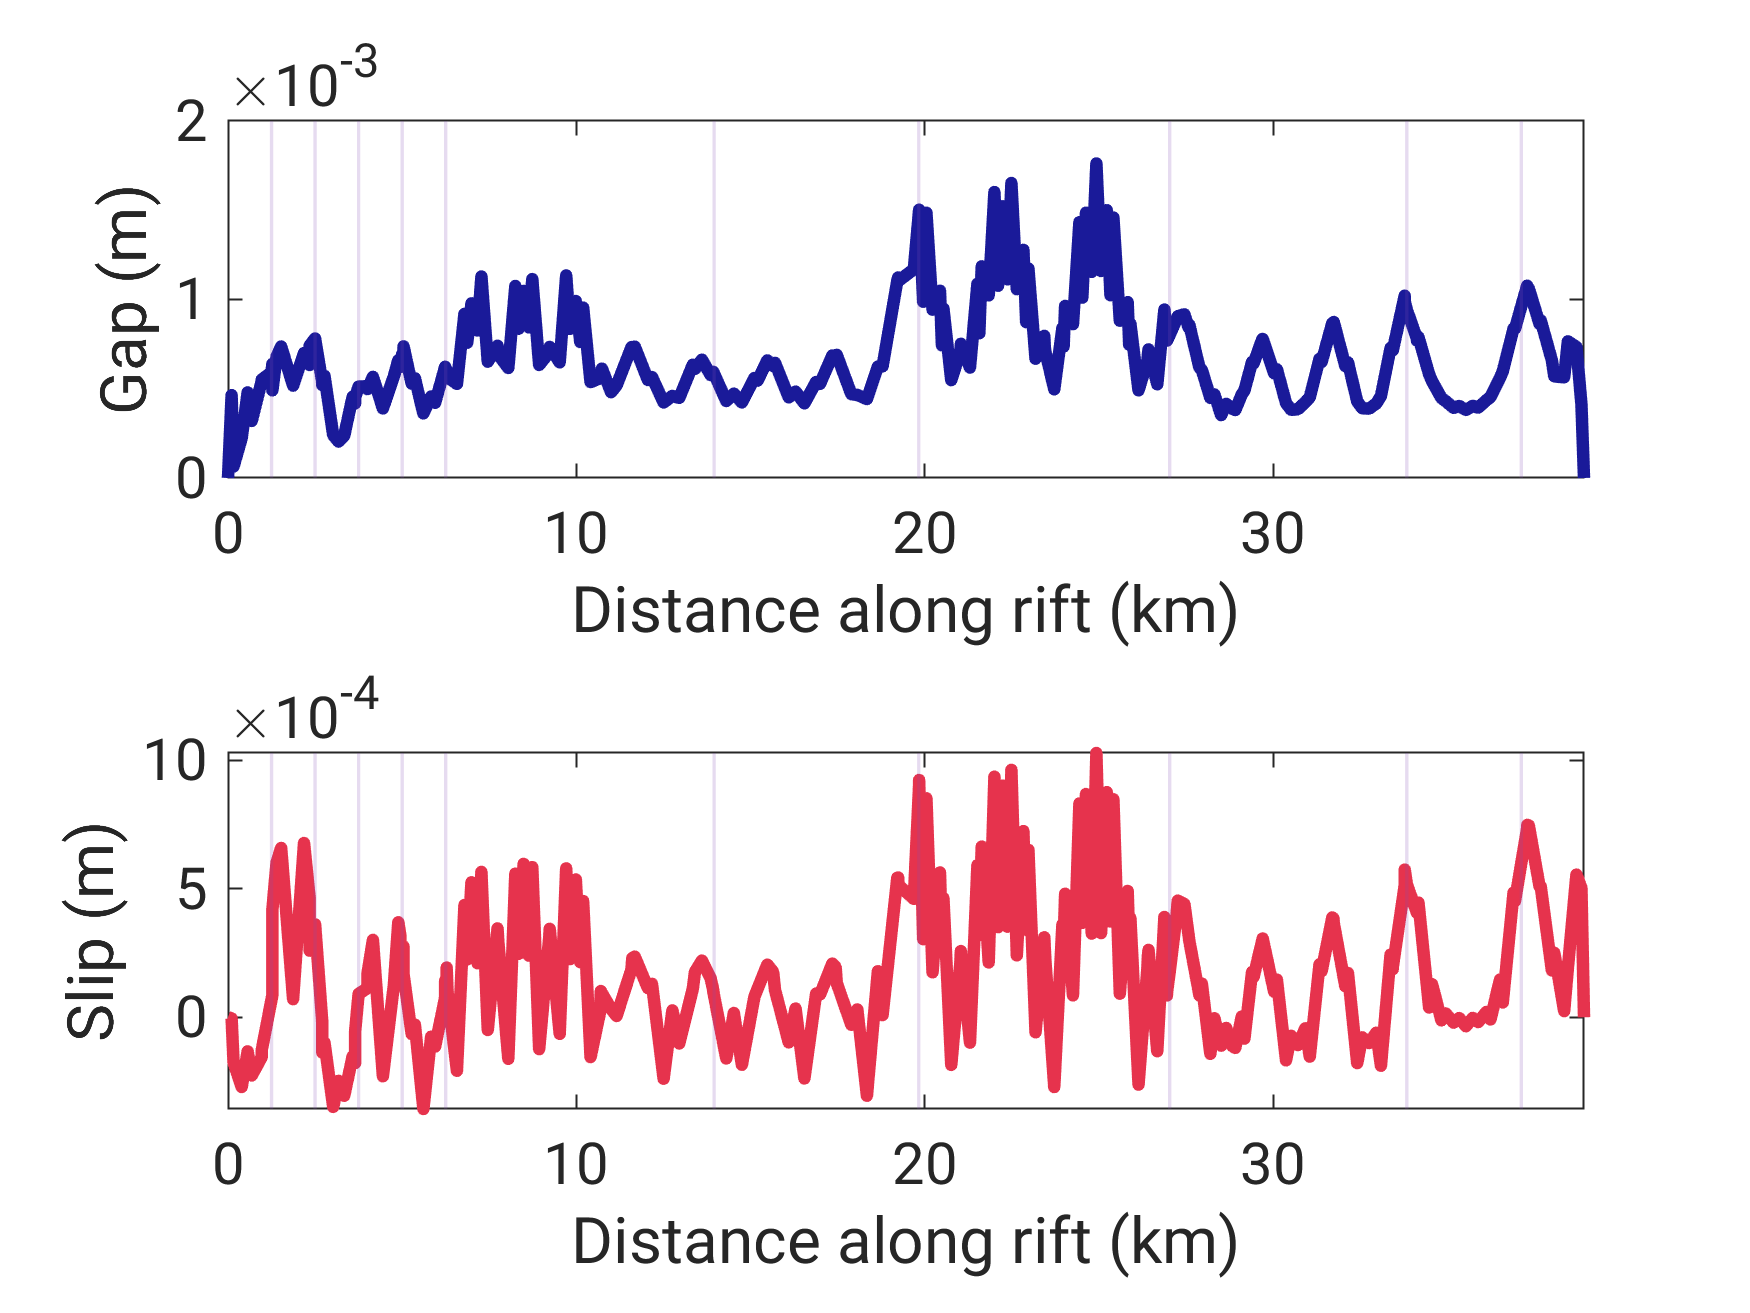 ×10-3
2
1
0
Gap (m)
0 10 20 30
Distance along rift (km)
×10-4
10
5
0
Slip (m)
0 10 20 30
Distance along rift (km)